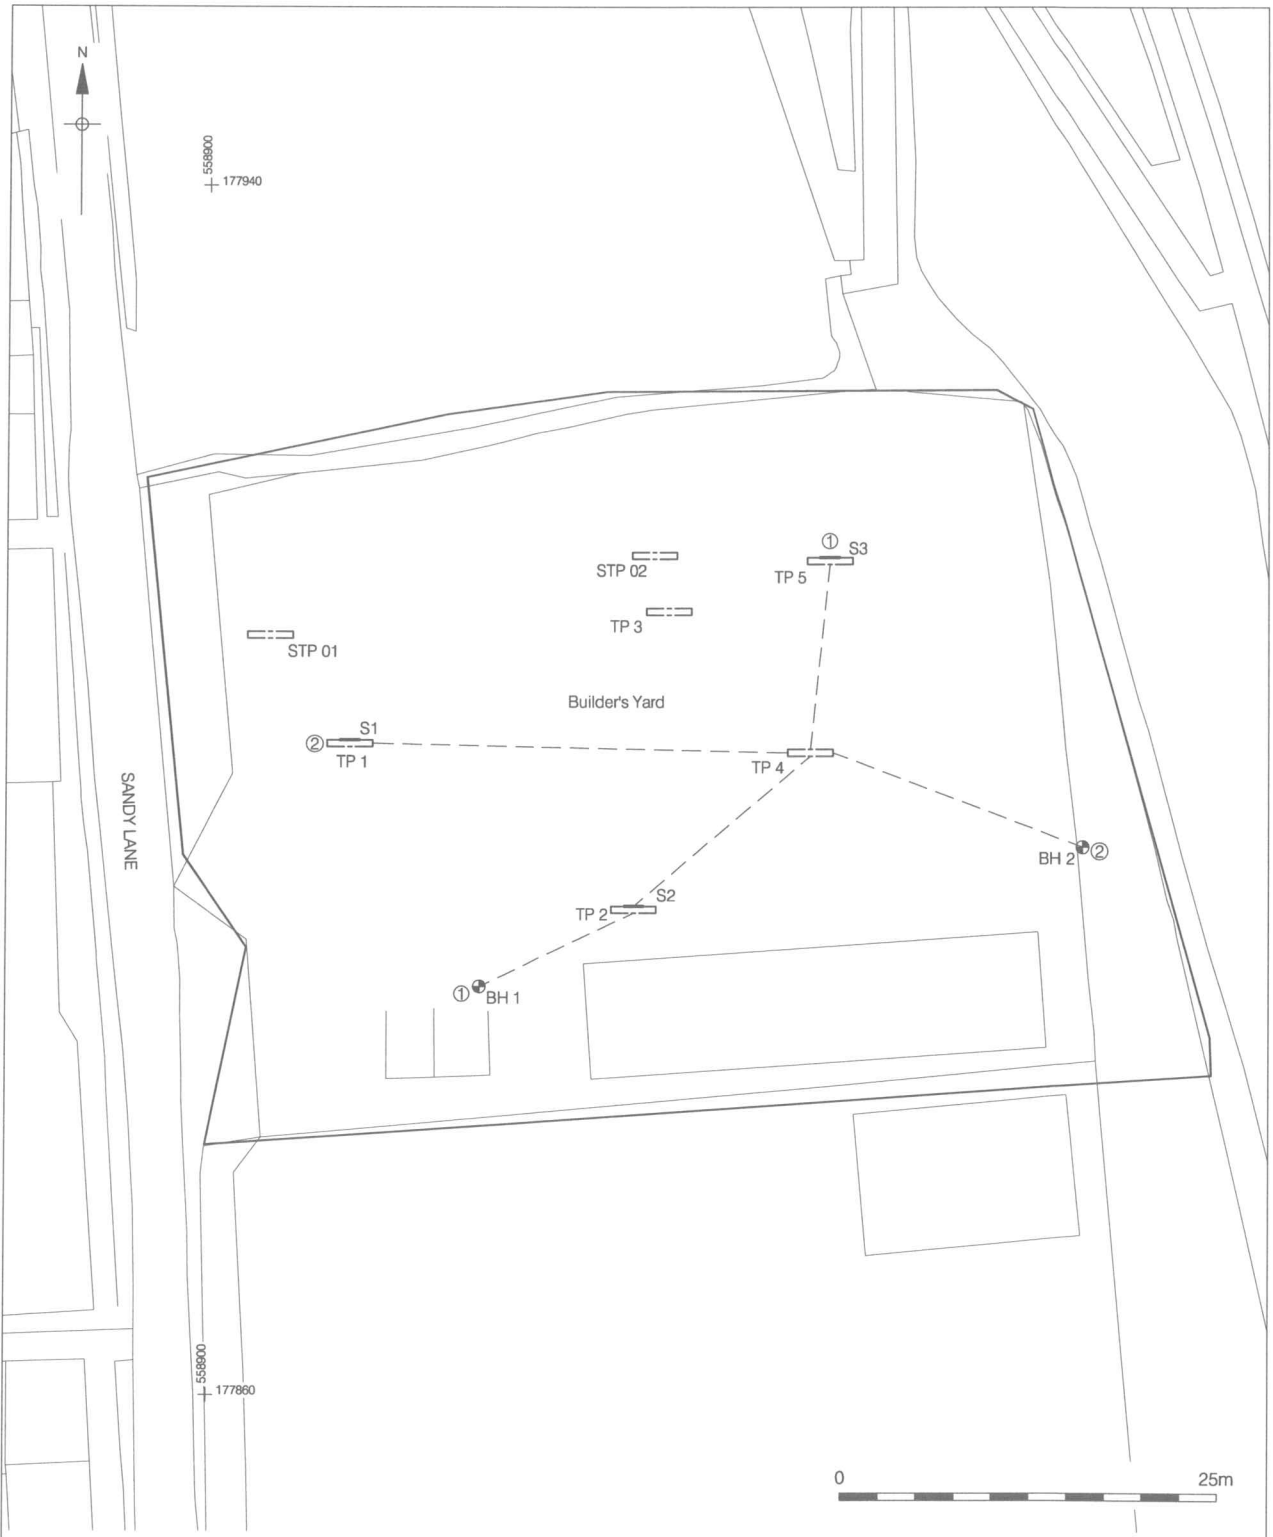 N
558900
177940
① S3
STP 02
TP 5
TP 3
STP 01
Builder's Yard
S1
②
TP 1
TP 4
SANDY LANE
BH 2 ②
S2
TP 2
① BH 1
558900
177860
0 25m